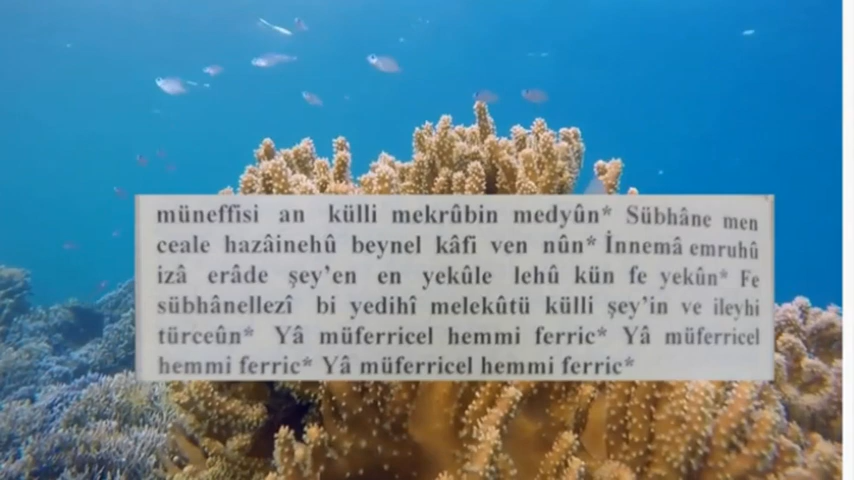 müneffisi an külli mekrûbin medyûn* Sübhâne men
ceale hazâinehû beynel kâfi ven nûn* İnnemâ emruhû
izâ erâde şey'en en yekûle lehû kün fe yekûn* Fe
sübhânellezî bi yedihî melekûtü külli şey'in ve ileyhi
türceûn* Yâ müferricel hemmi ferric* Yâ müferricel
hemmi ferric* Yâ müferricel hemmi ferric*